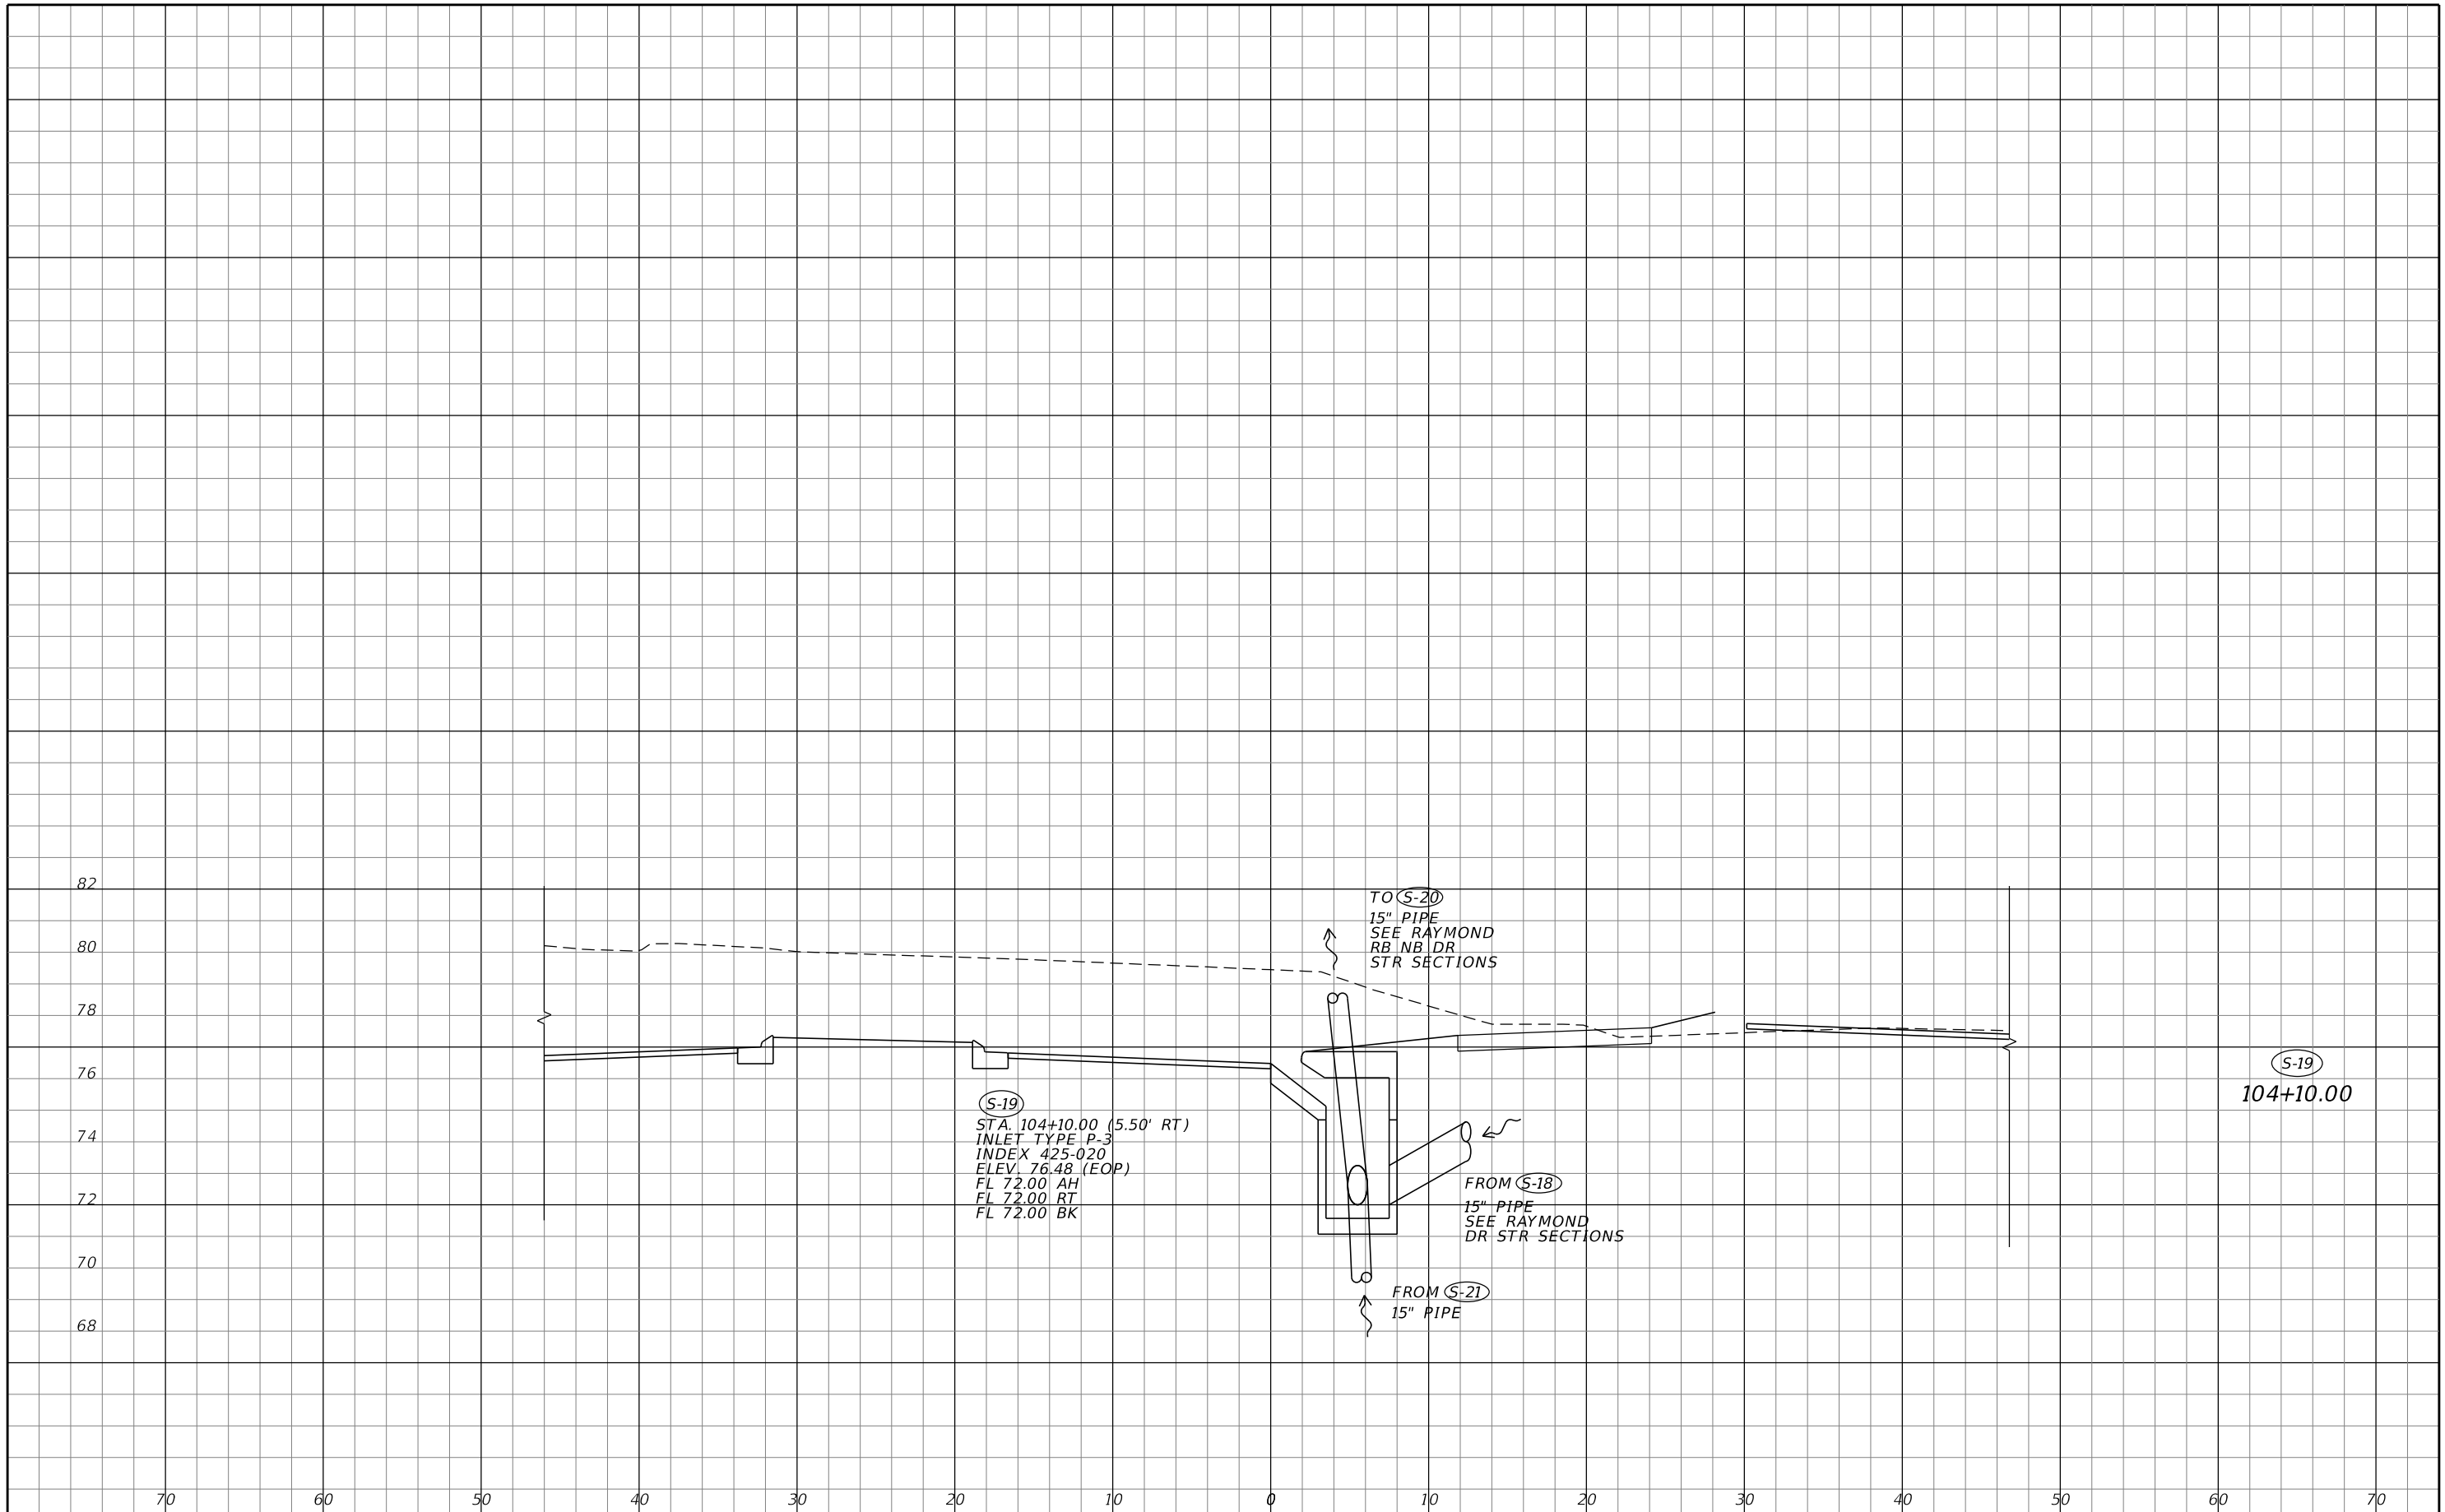 82
TO S-20
15" PIPE
SEE RAYMOND
RB NB DR
STR SECTIONS
80
78
76
S-19
104+10.00
S-19
STA. 104+10.00 (5.50' RT)
INLET TYPE P-3
INDEX 425-020
ELEV. 76.48 (EOP)
FL 72.00 AH
FL 72.00 RT
FL 72.00 BK
74
72
FROM S-18
15" PIPE
SEE RAYMOND
DR STR SECTIONS
70
FROM S-21
15" PIPE
68
70 60 50 40 30 20 10 0 10 20 30 40 50 60 70